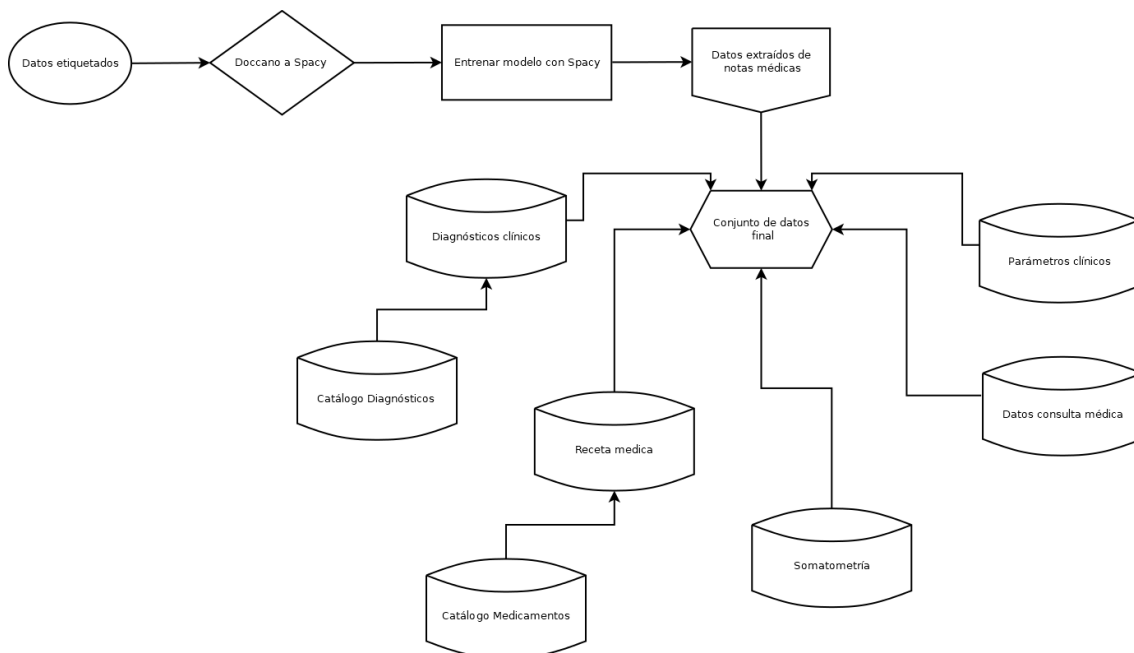 Datos etiquetados
Doccano a Spacy
Entrenar modelo con Spacy
Datos extraídos de
notas médicas
Diagnósticos clínicos
Conjunto de datos
final
Parámetros clínicos
Catálogo Diagnósticos
Receta medica
Datos consulta médica
Somatometría
Catálogo Medicamentos